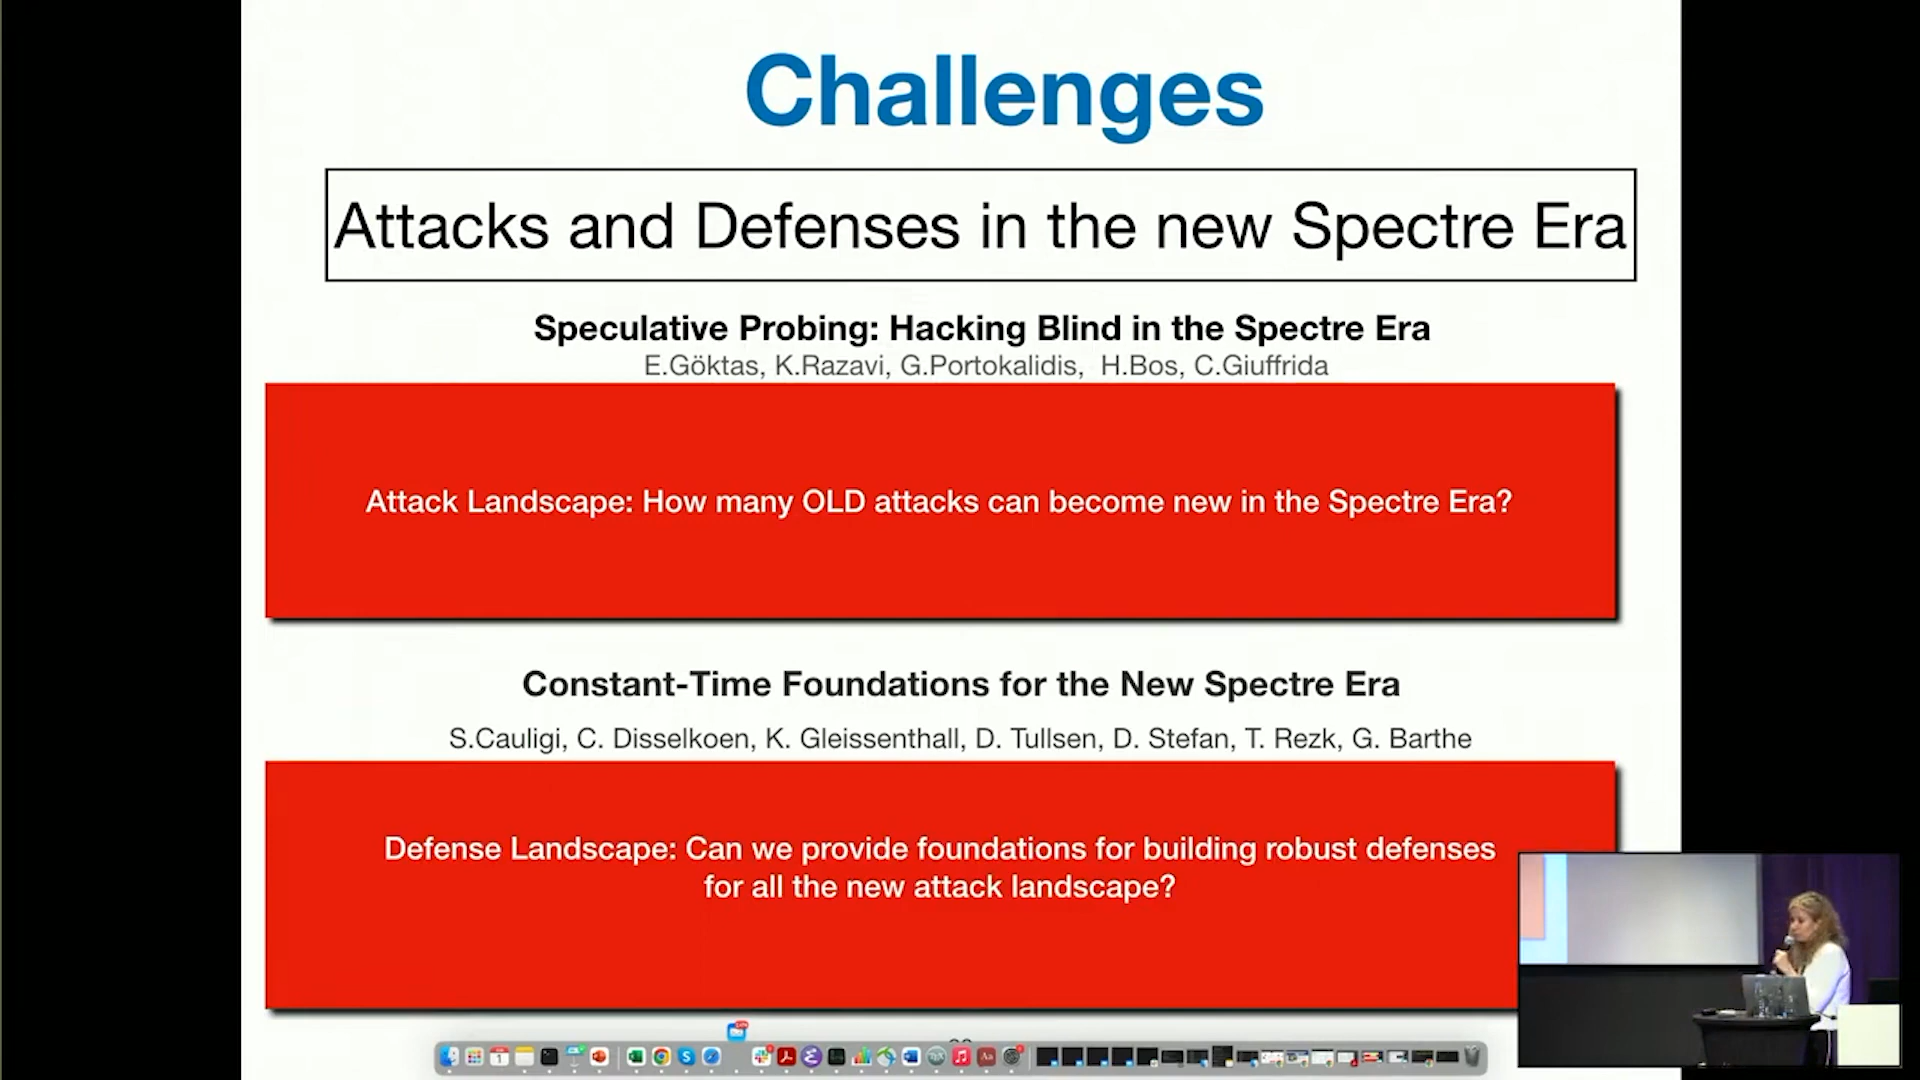 Challenges
Attacks and Defenses in the new Spectre Era
Speculative Probing: Hacking Blind in the Spectre Era
E.Göktas, K.Razavi, G.Portokalidis, H.Bos, C.Giuffrida
Attack Landscape: How many OLD attacks can become new in the Spectre Era?
Constant-Time Foundations for the New Spectre Era
S.Cauligi, C. Disselkoen, K. Gleissenthall, D. Tullsen, D. Stefan, T. Rezk, G. Barthe
Defense Landscape: Can we provide foundations for building robust defenses
for all the new attack landscape?